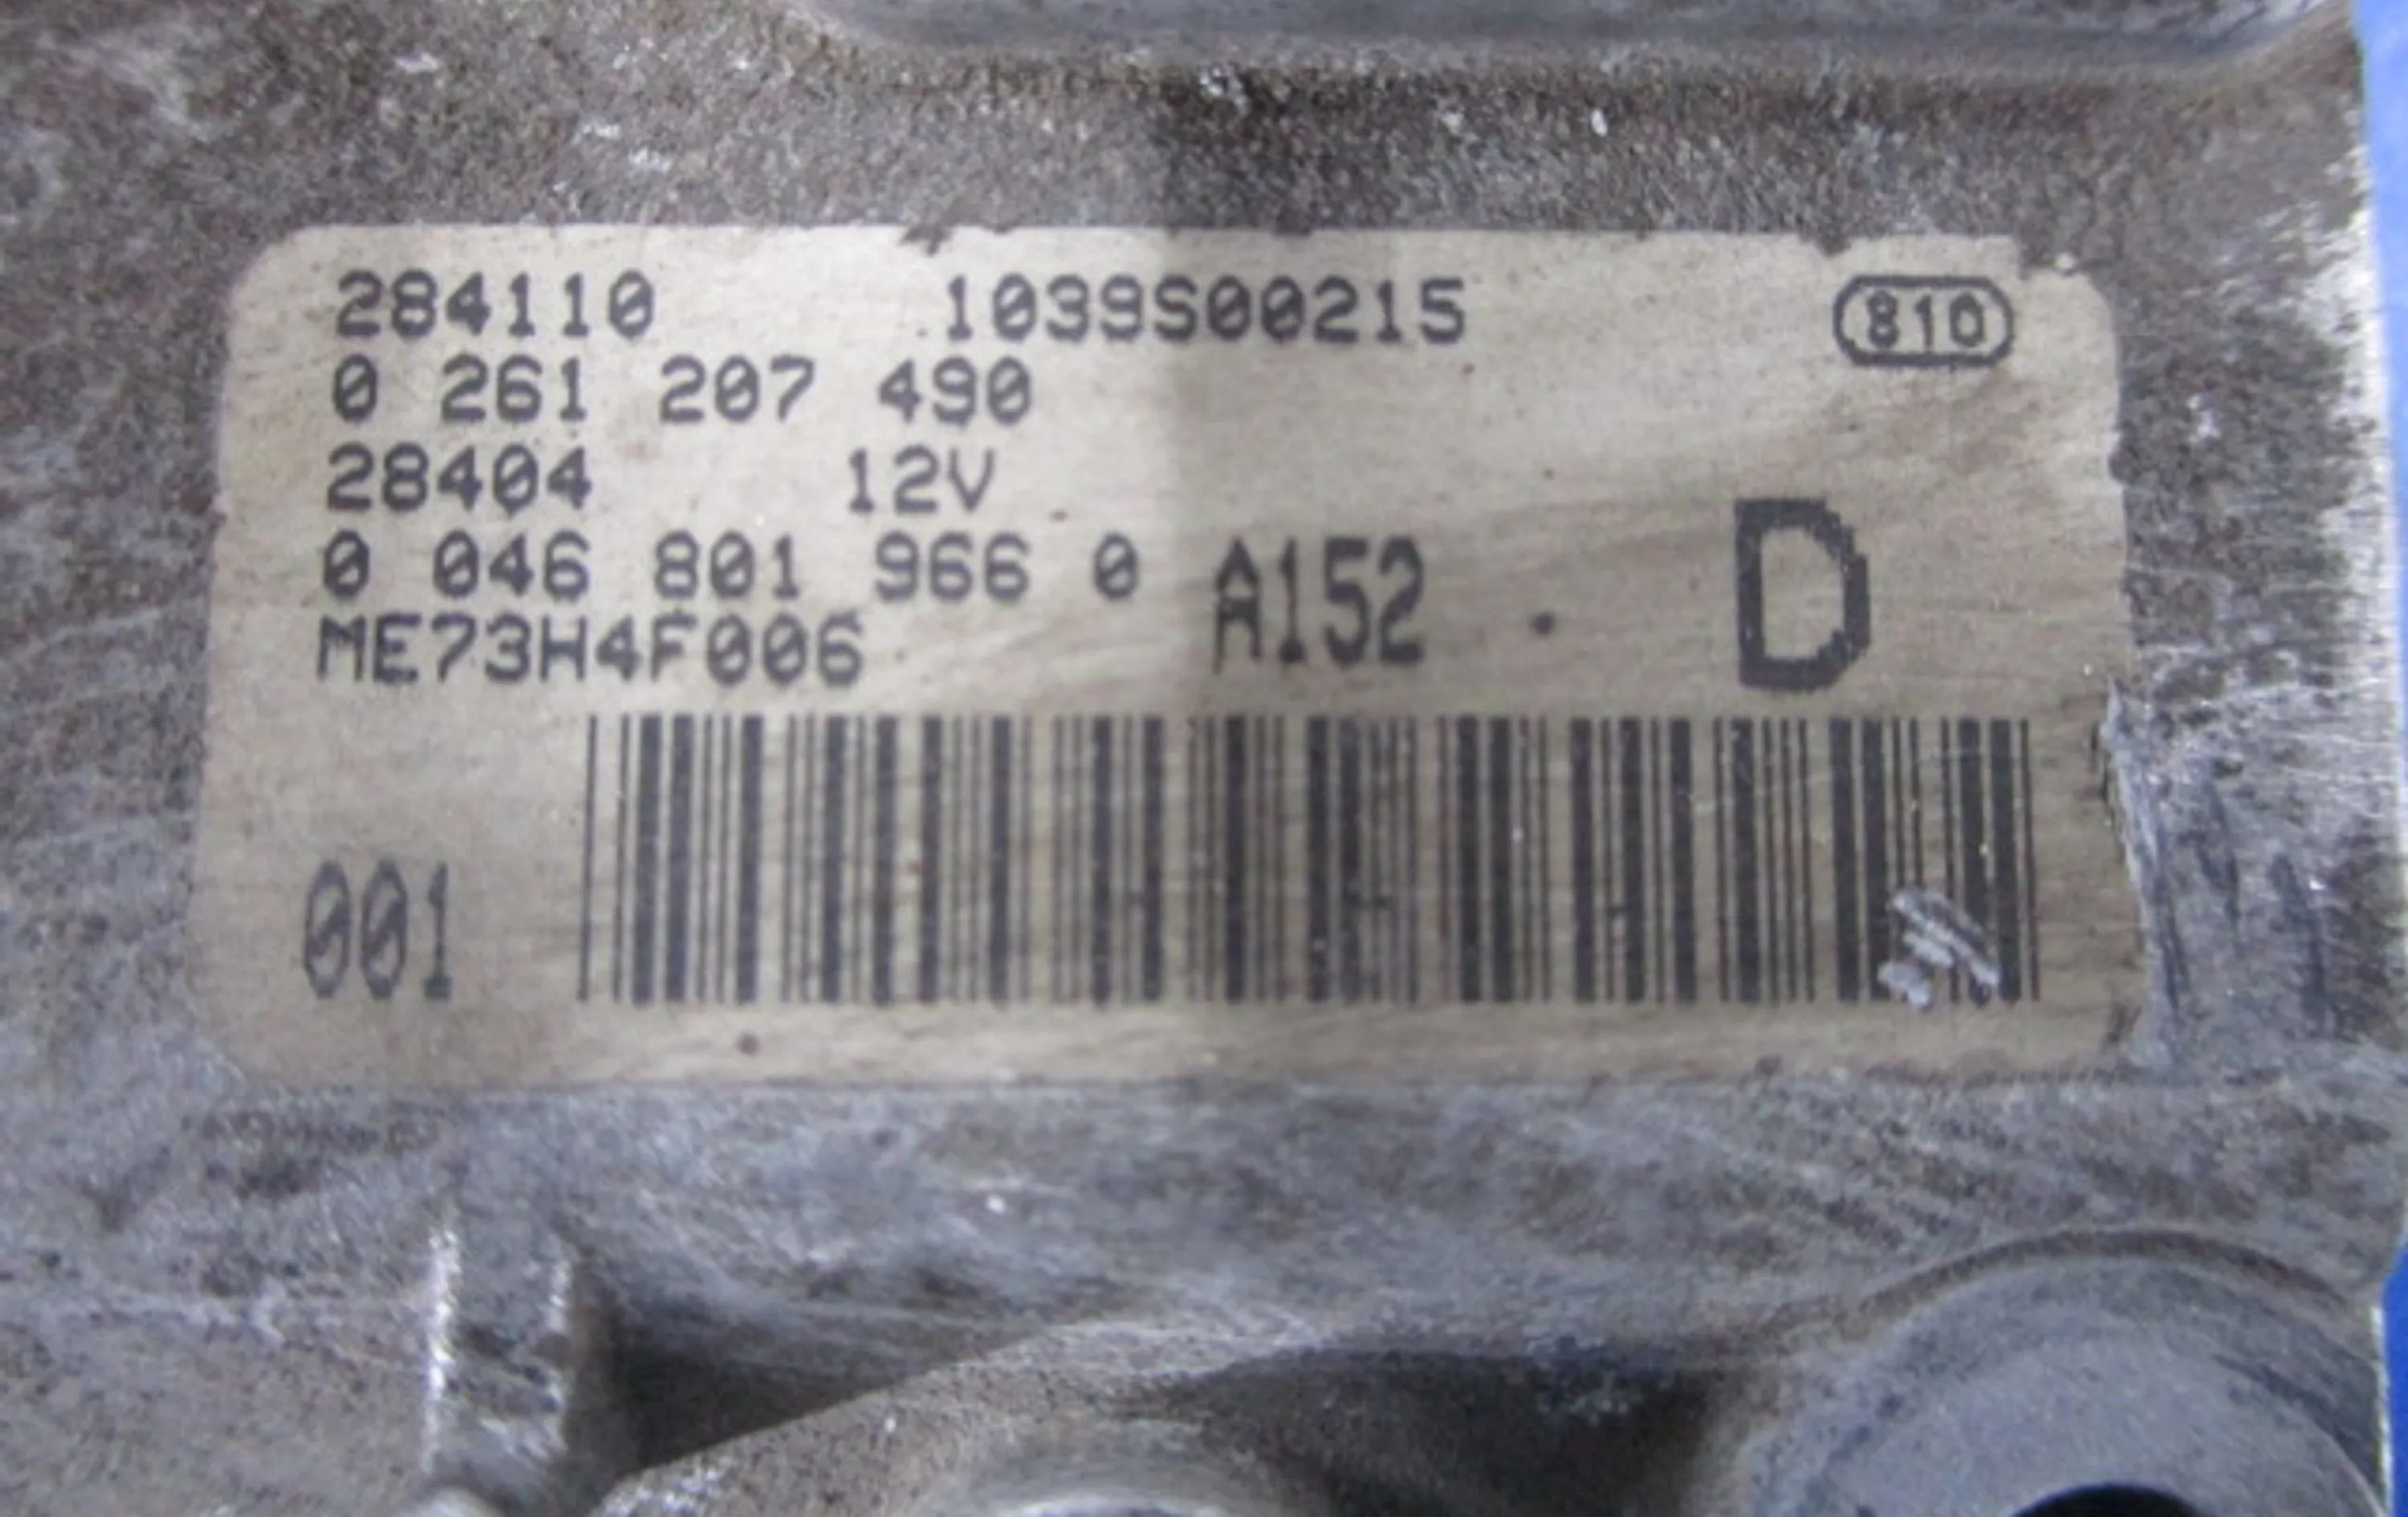 284110 1039S00215 810
0 261 207 490
28404 12V
0 046 801 966 0 A152 . D
ME73H4F006
001